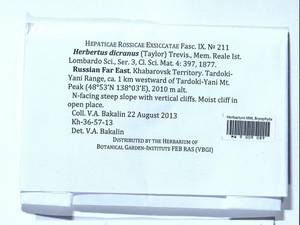 HEPATICAE ROSSICAE EXSICCATAE Fasc. IX. № 211
Herbertus dicranus (Taylor) Trevis., Mem. Reale Ist.
Lombardo Sci., Ser. 3, Cl. Sci. Mat. 4: 397, 1877.
Russian Far East. Khabarovsk Territory. Tardoki-
Yani Range, ca. 1 km westward of Tardoki-Yani Mt.
Peak (48°53'N 138°03'E), 2010 m alt.
N-facing steep slope with vertical cliffs. Moist cliff in
open place.
Coll. V.A. Bakalin 22 August 2013
Kh-36-57-13
Det. V.A. Bakalin
DISTRIBUTED BY THE HERBARIUM OF
BOTANICAL GARDEN-INSTITUTE FEB RAS (VBGI)